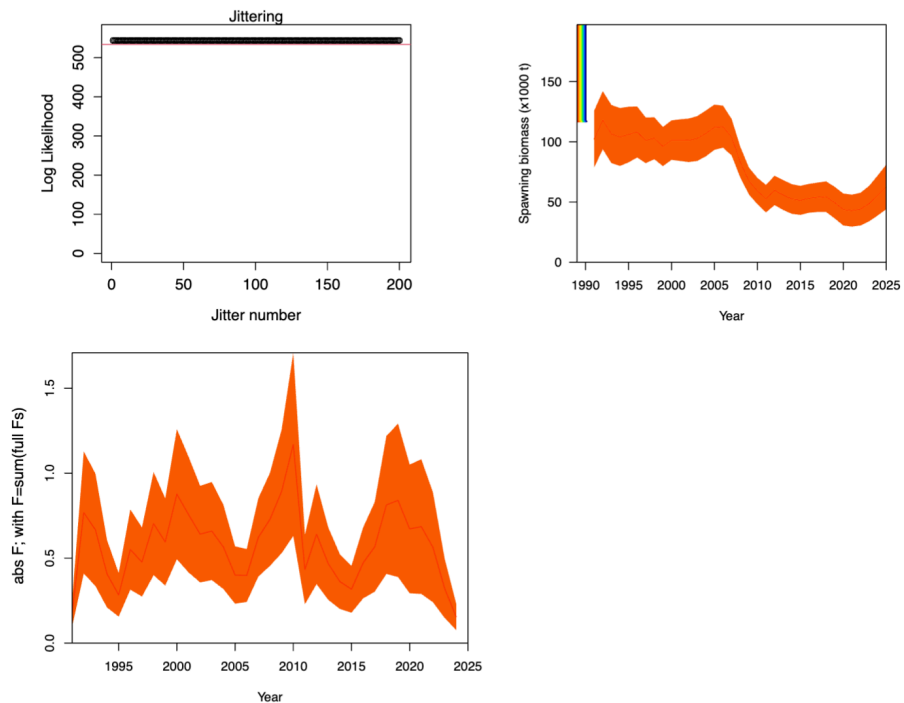 Jittering
Log Likelihood
500
400
300
200
100
0
0 50 100 150 200
Jitter number
Spawning biomass (x1000 t)
150
100
50
0
1990 1995 2000 2005 2010 2015 2020 2025
Year
abs F; with F=sum(full Fs)
1.5
1.0
0.5
0.0
1995 2000 2005 2010 2015 2020 2025
Year